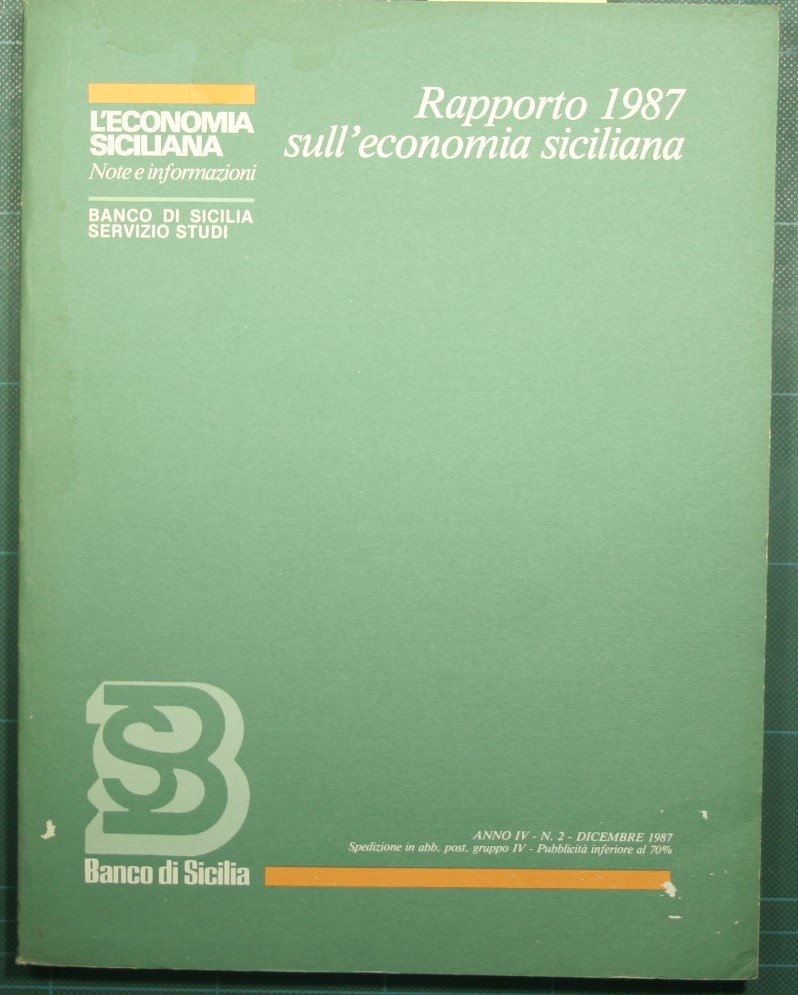 L'ECONOMIA
SICILIANA
Note e informazioni
BANCO DI SICILIA
SERVIZIO STUDI
Rapporto 1987
sull'economia siciliana
BS
Banco di Sicilia
ANNO IV - N. 2 - DICEMBRE 1987
Spedizione in abb. post. gruppo IV - Pubblicità inferiore al 70%